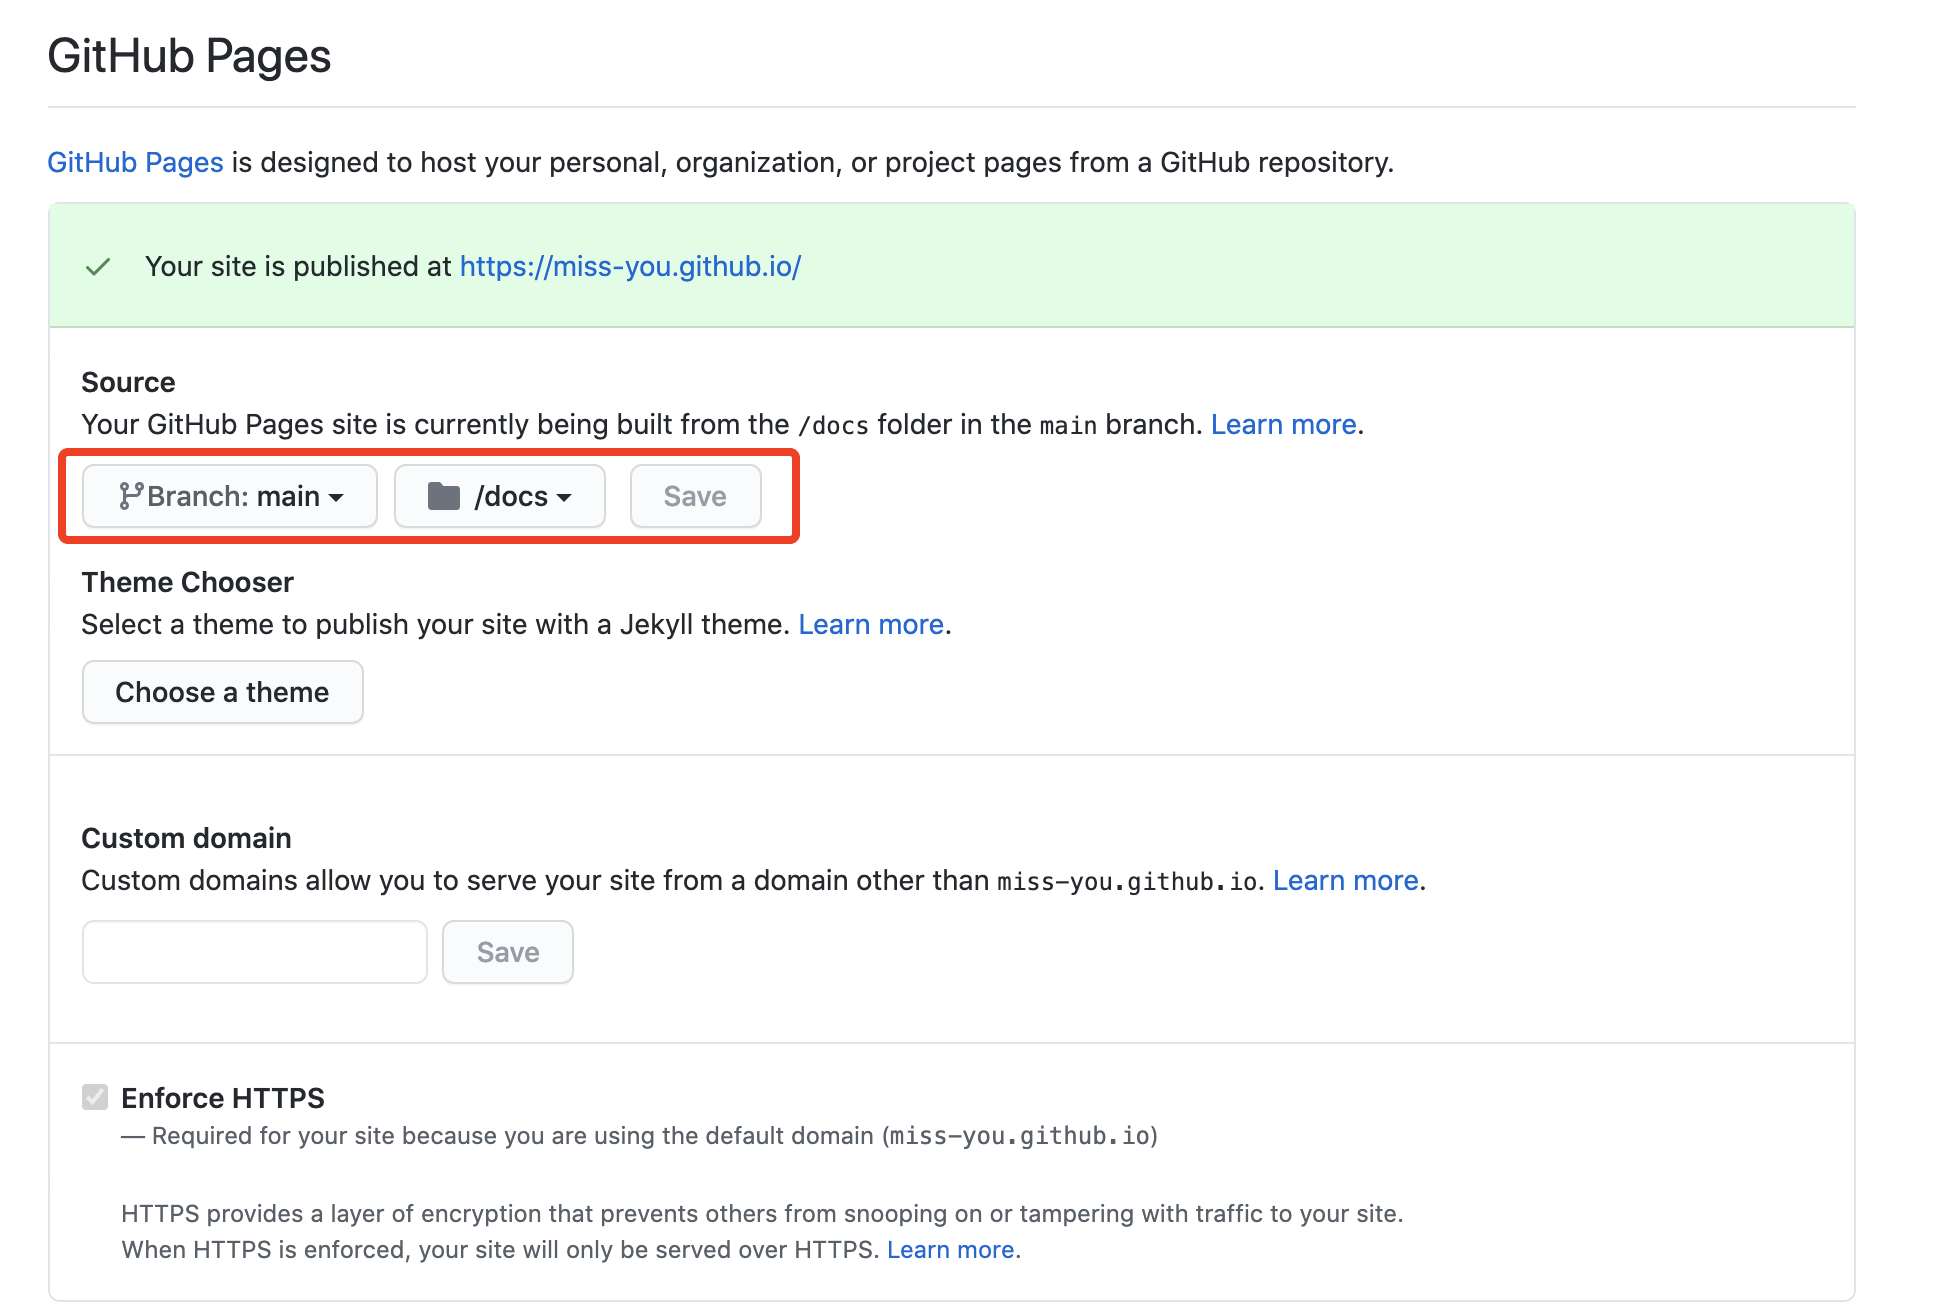 GitHub Pages
GitHub Pages is designed to host your personal, organization, or project pages from a GitHub repository.
Your site is published at https://miss-you.github.io/
Source
Your GitHub Pages site is currently being built from the /docs folder in the main branch. Learn more.
Branch: main /docs Save
Theme Chooser
Select a theme to publish your site with a Jekyll theme. Learn more.
Choose a theme
Custom domain
Custom domains allow you to serve your site from a domain other than miss-you.github.io. Learn more.
Save
Enforce HTTPS
— Required for your site because you are using the default domain (miss-you.github.io)
HTTPS provides a layer of encryption that prevents others from snooping on or tampering with traffic to your site.
When HTTPS is enforced, your site will only be served over HTTPS. Learn more.